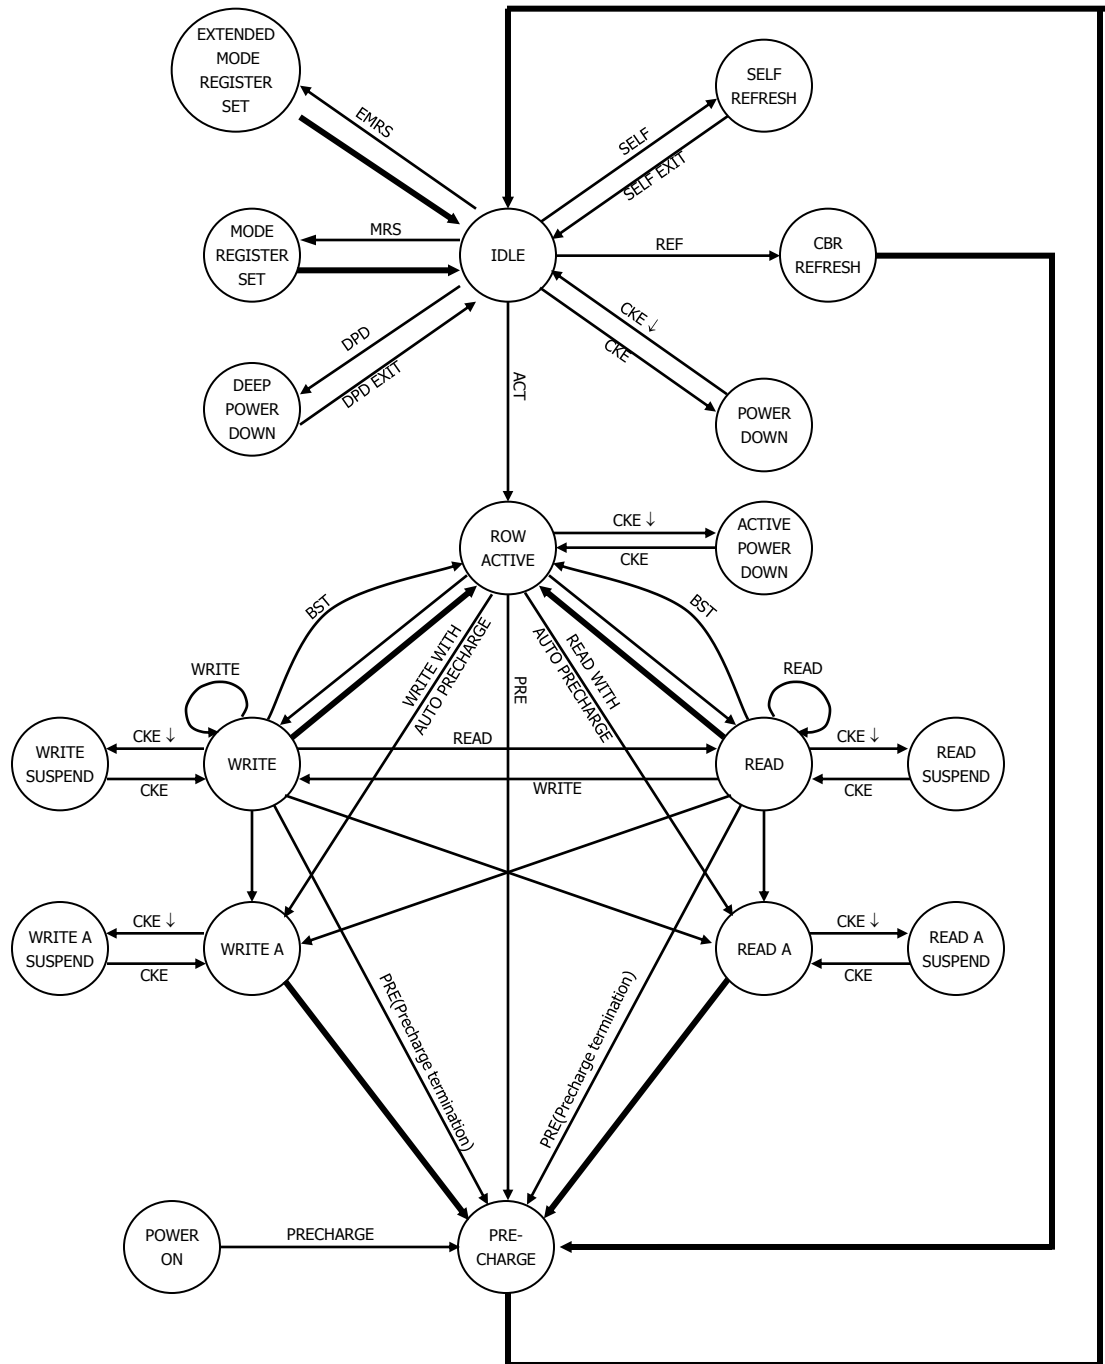 EXTENDED
MODE
REGISTER
SET
SELF
REFRESH
EMRS
SELF
SELF EXIT
MODE
REGISTER
SET
MRS
IDLE
REF
CBR
REFRESH
DPD
DPD EXIT
CKE ↓
CKE
DEEP
POWER
DOWN
ACT
POWER
DOWN
ROW
ACTIVE
CKE ↓
CKE
ACTIVE
POWER
DOWN
BST
BST
WRITE WITH
AUTO PRECHARGE
PRE
READ WITH
AUTO PRECHARGE
WRITE
READ
WRITE
SUSPEND
CKE ↓
CKE
WRITE
READ
WRITE
READ
CKE ↓
CKE
READ
SUSPEND
WRITE A
SUSPEND
CKE ↓
CKE
WRITE A
READ A
CKE ↓
CKE
READ A
SUSPEND
PRE(Precharge termination)
PRE(Precharge termination)
POWER
ON
PRECHARGE
PRE-
CHARGE